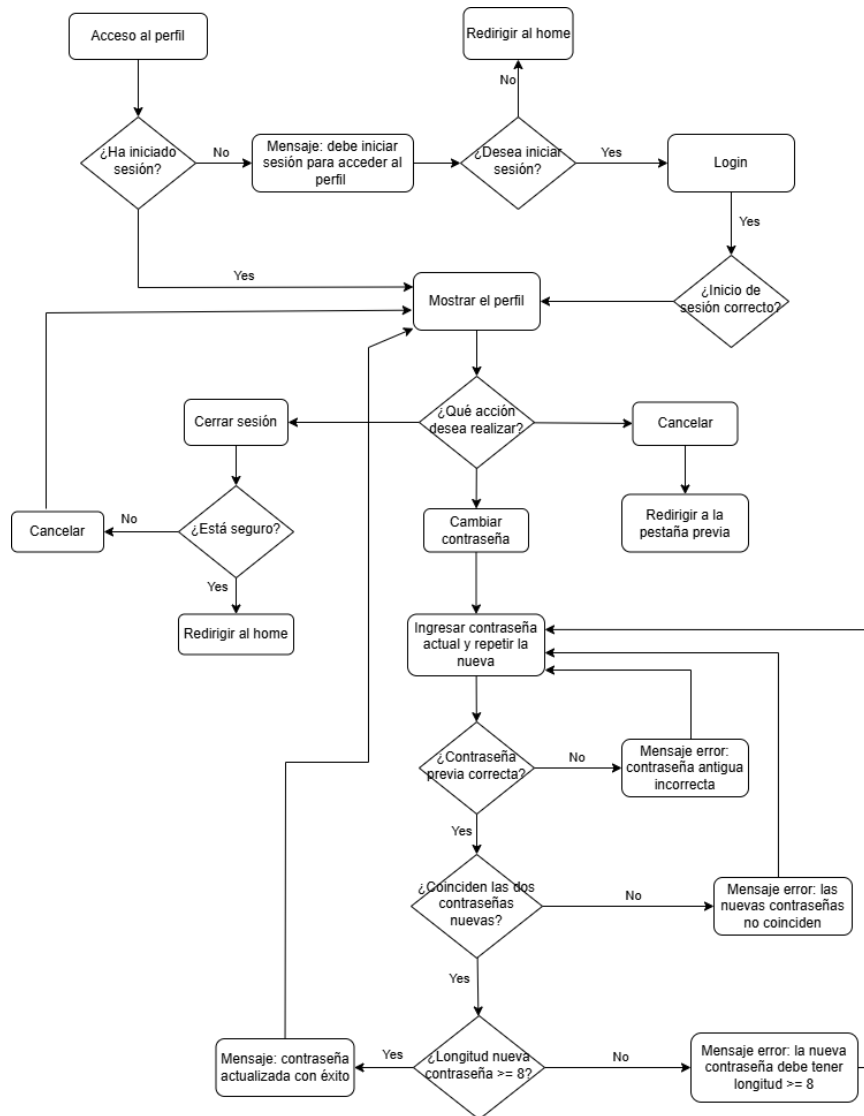 Acceso al perfil
Redirigir al home
No
¿Ha iniciado
sesión?
No
Mensaje: debe iniciar
sesión para acceder al
perfil
¿Desea iniciar
sesión?
Yes
Login
Yes
Yes
Mostrar el perfil
¿Inicio de
sesión correcto?
Cerrar sesión
¿Qué acción
desea realizar?
Cancelar
Cancelar
No
¿Está seguro?
Cambiar
contraseña
Redirigir a la
pestaña previa
Yes
Redirigir al home
Ingresar contraseña
actual y repetir la
nueva
¿Contraseña
previa correcta?
No
Mensaje error:
contraseña antigua
incorrecta
Yes
¿Coinciden las dos
contraseñas
nuevas?
No
Mensaje error: las
nuevas contraseñas
no coinciden
Yes
Mensaje: contraseña
actualizada con éxito
Yes
¿Longitud nueva
contraseña >= 8?
No
Mensaje error: la nueva
contraseña debe tener
longitud >= 8